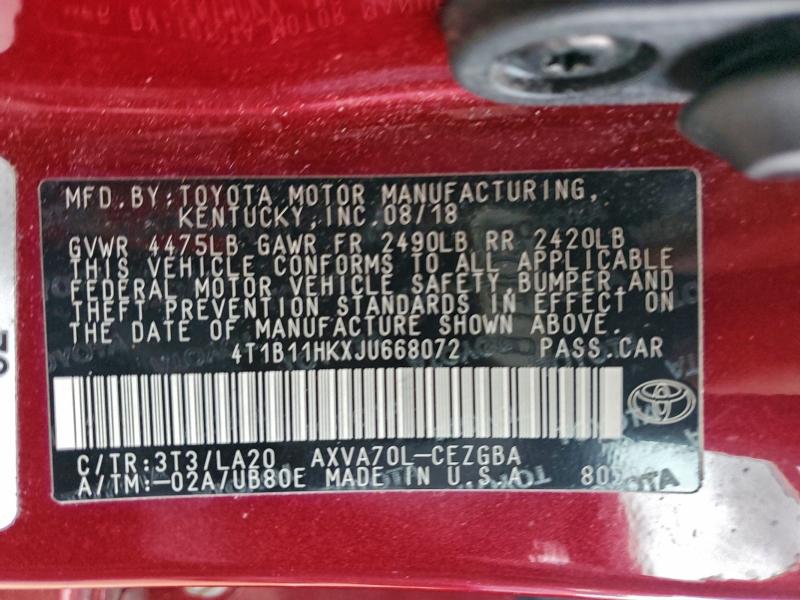 MFD.BY:TOYOTA MOTOR MANUFACTURING,
KENTUCKY,INC.08/18
GVWR 4475LB GAWR FR 2490LB RR 2420LB
THIS VEHICLE CONFORMS TO ALL APPLICABLE
FEDERAL MOTOR VEHICLE SAFETY,BUMPER,AND
THEFT PREVENTION STANDARDS IN EFFECT ON
THE DATE OF MANUFACTURE SHOWN ABOVE.
4T1B11HKXJU668072 PASS.CAR
C/TR:3T3/LA20 AXVA70L-CEZGBA
A/TM:-02A/UB80E MADE IN U.S.A